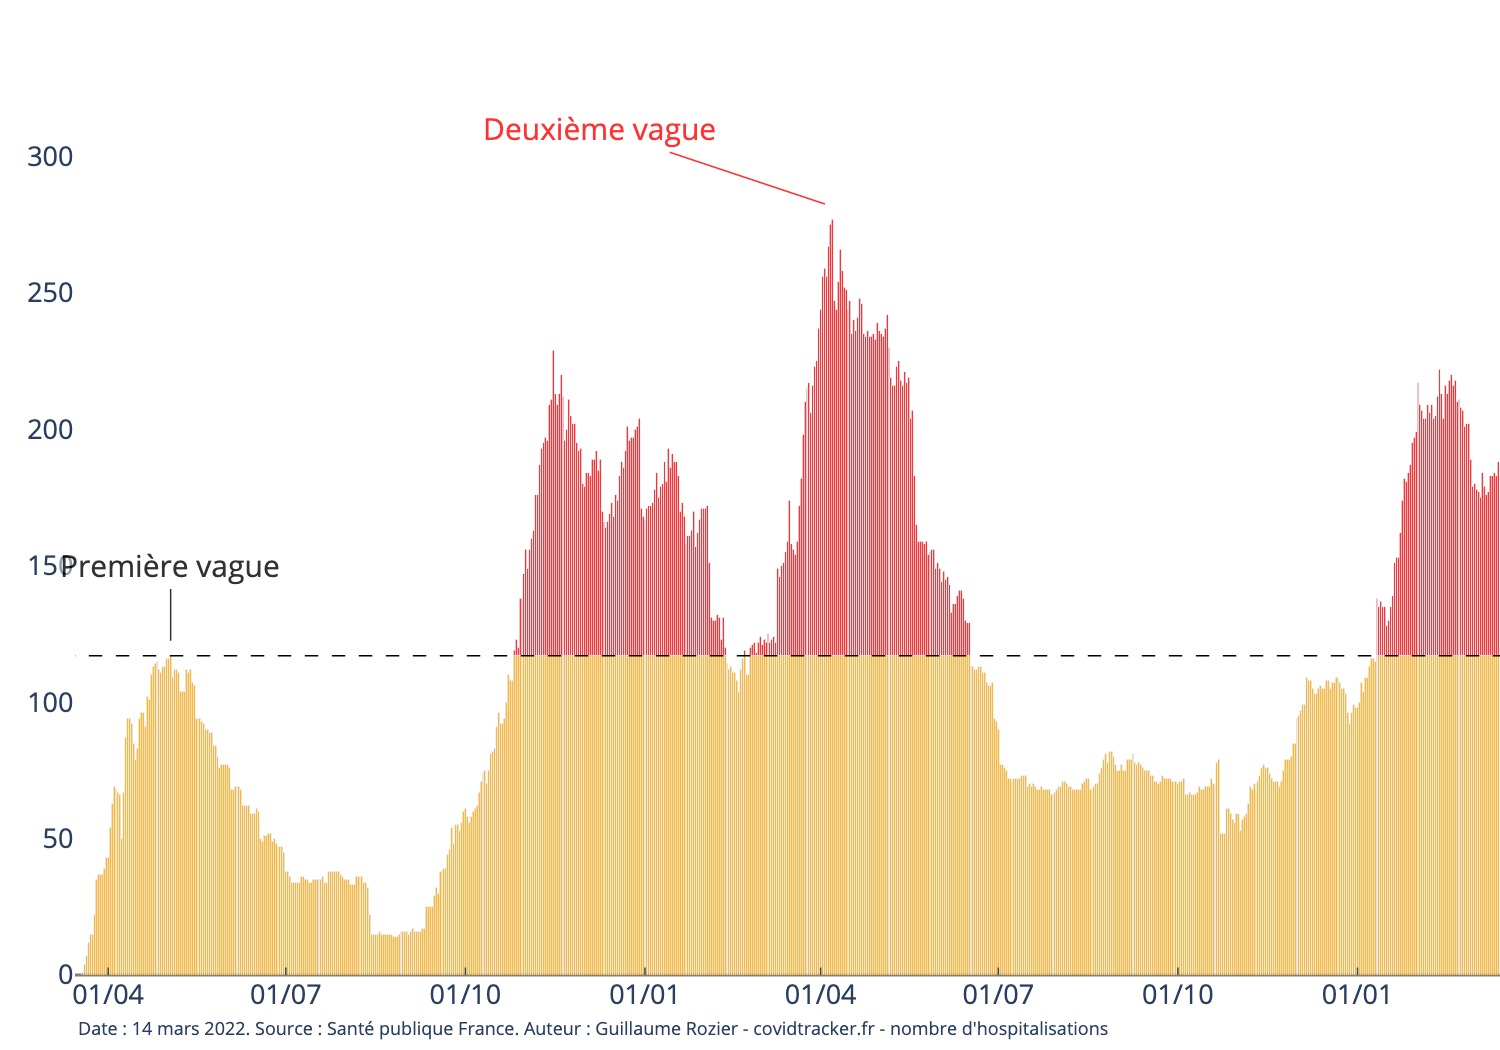 Deuxième vague
300
250
200
150
Première vague
100
50
0
01/04 01/07 01/10 01/01 01/04 01/07 01/10 01/01
Date : 14 mars 2022. Source : Santé publique France. Auteur : Guillaume Rozier - covidtracker.fr - nombre d'hospitalisations